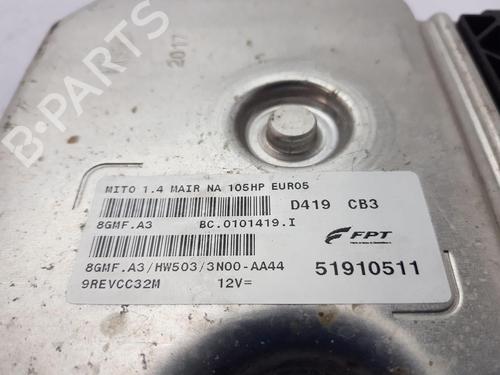 B-PARTS
2017
MITO 1.4 MAIR NA 105HP EURO5
D419 CB3
8GMF.A3 BC.0101419.I
FPT
8GMF.A3/HW503/3N00-AA44 51910511
9REVCC32M 12V=